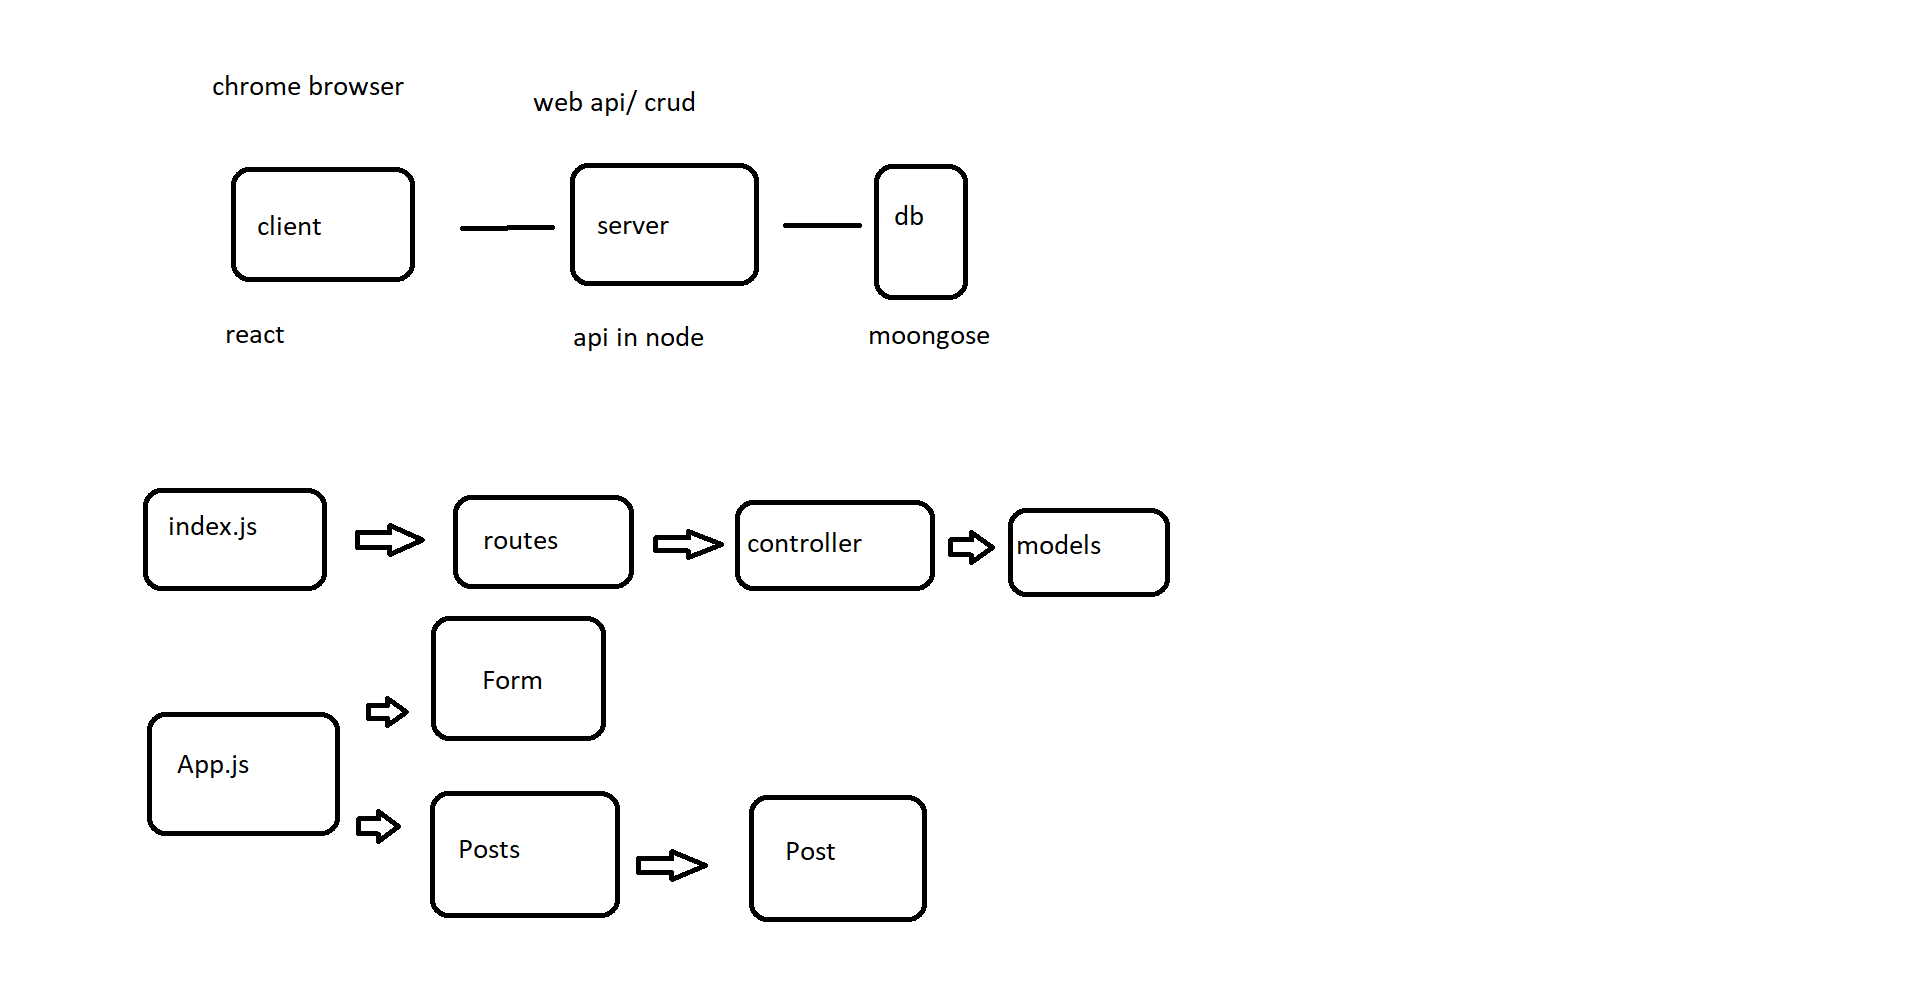 chrome browser
web api/ crud
client
server
db
react
api in node
moongose
index.js
routes
controller
models
Form
App.js
Posts
Post